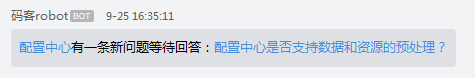 码客robot BOT 9-25 16:35:11
配置中心有一条新问题等待回答：配置中心是否支持数据和资源的预处理？